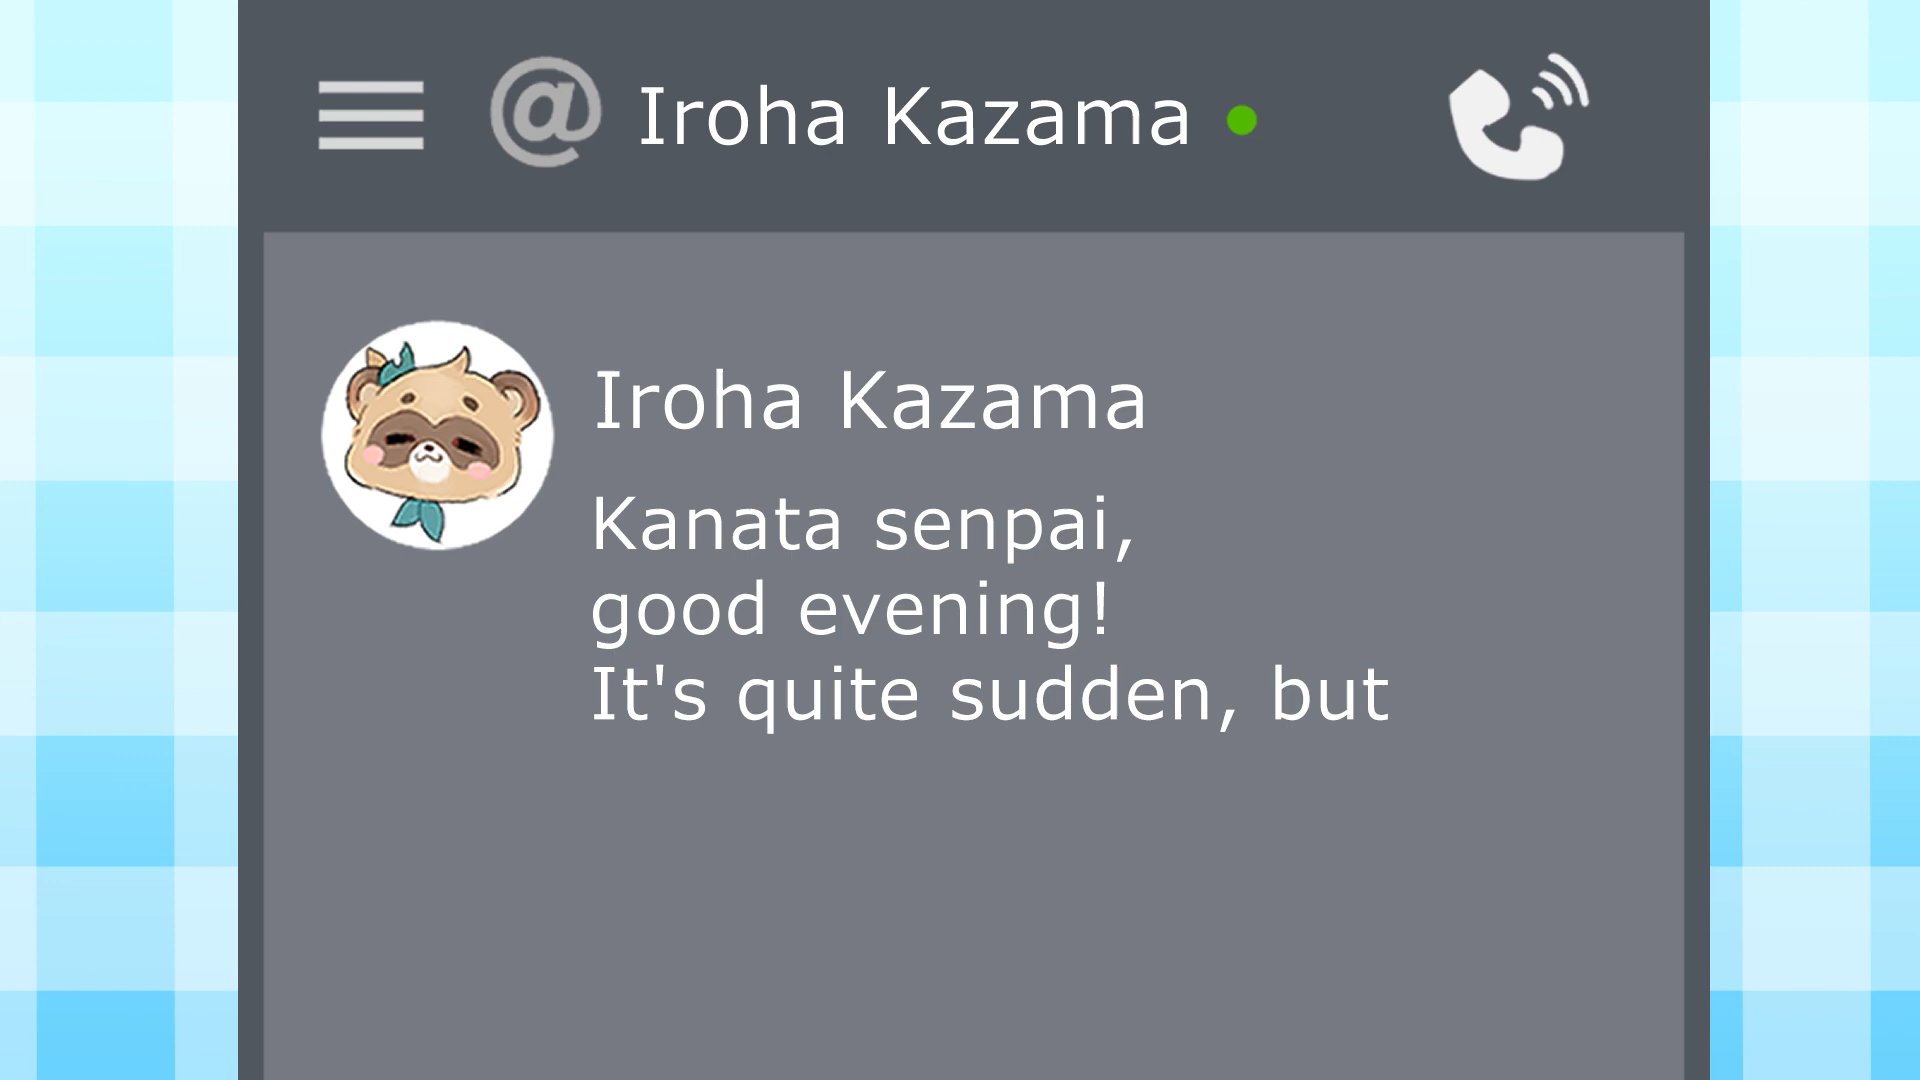 @ Iroha Kazama
Iroha Kazama
Kanata senpai,
good evening!
It's quite sudden, but